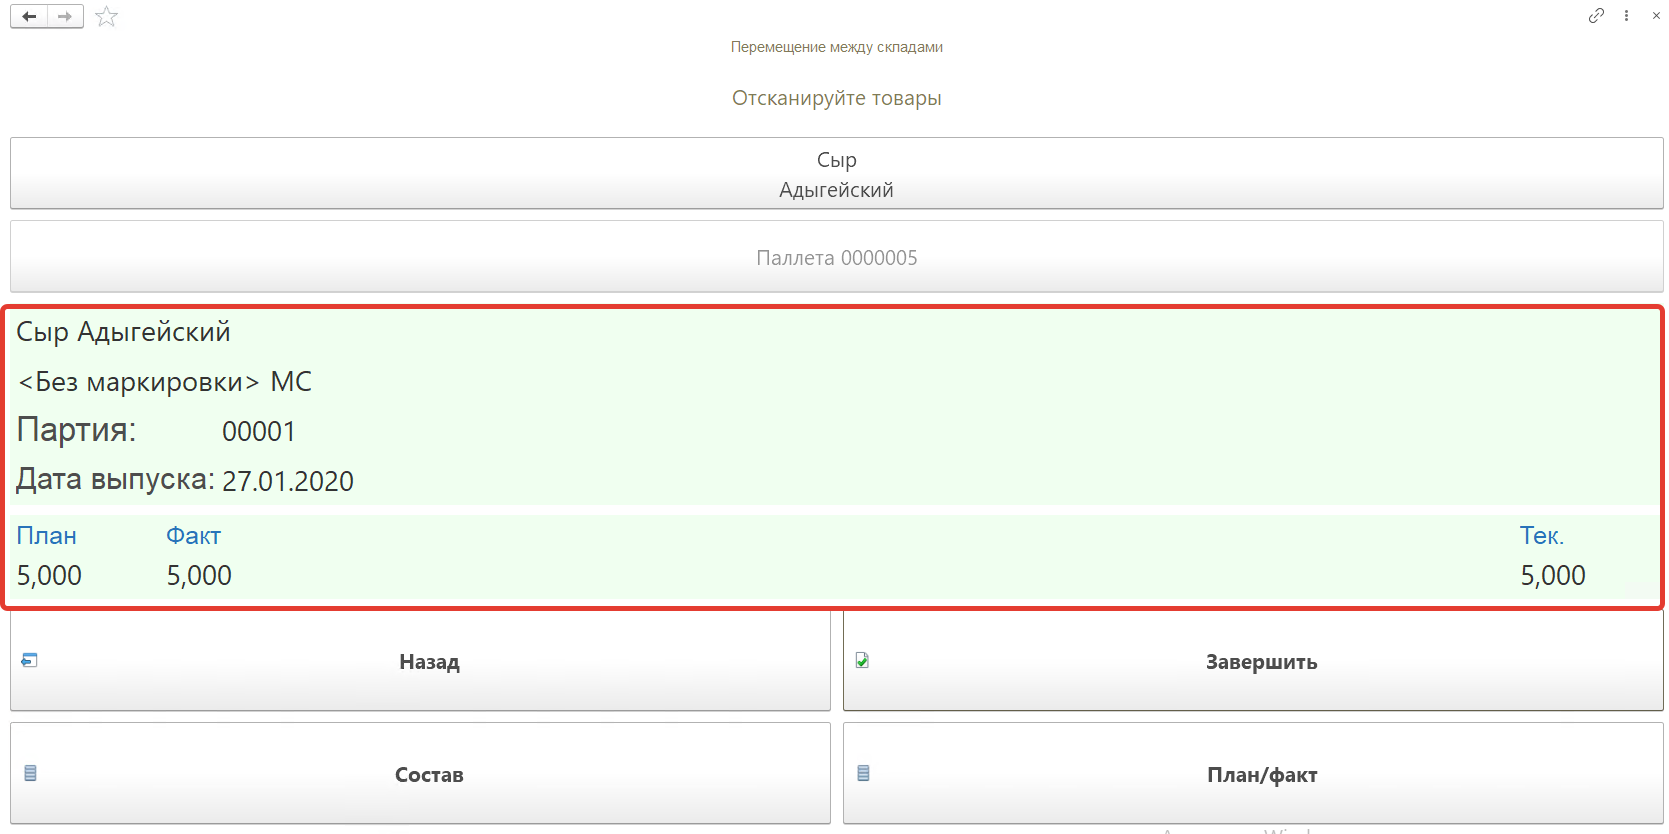 Перемещение между складами
Отсканируйте товары
Сыр
Адыгейский
Паллета 0000005
Сыр Адыгейский
<Без маркировки> МС
Партия: 00001
Дата выпуска: 27.01.2020
План Факт Тек.
5,000 5,000 5,000
Назад Завершить
Состав План/факт